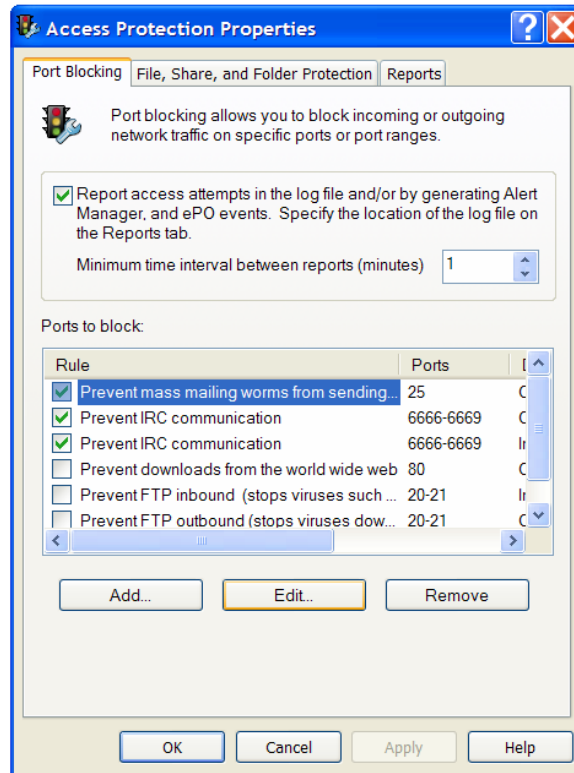 Access Protection Properties
Port Blocking File, Share, and Folder Protection Reports
Port blocking allows you to block incoming or outgoing
network traffic on specific ports or port ranges.
Report access attempts in the log file and/or by generating Alert
Manager, and ePO events. Specify the location of the log file on
the Reports tab.
Minimum time interval between reports (minutes) 1
Ports to block:
Rule Ports
Prevent mass mailing worms from sending... 25
Prevent IRC communication 6666-6669
Prevent IRC communication 6666-6669
Prevent downloads from the world wide web 80
Prevent FTP inbound (stops viruses such ... 20-21
Prevent FTP outbound (stops viruses dow... 20-21
Add... Edit... Remove
OK Cancel Apply Help